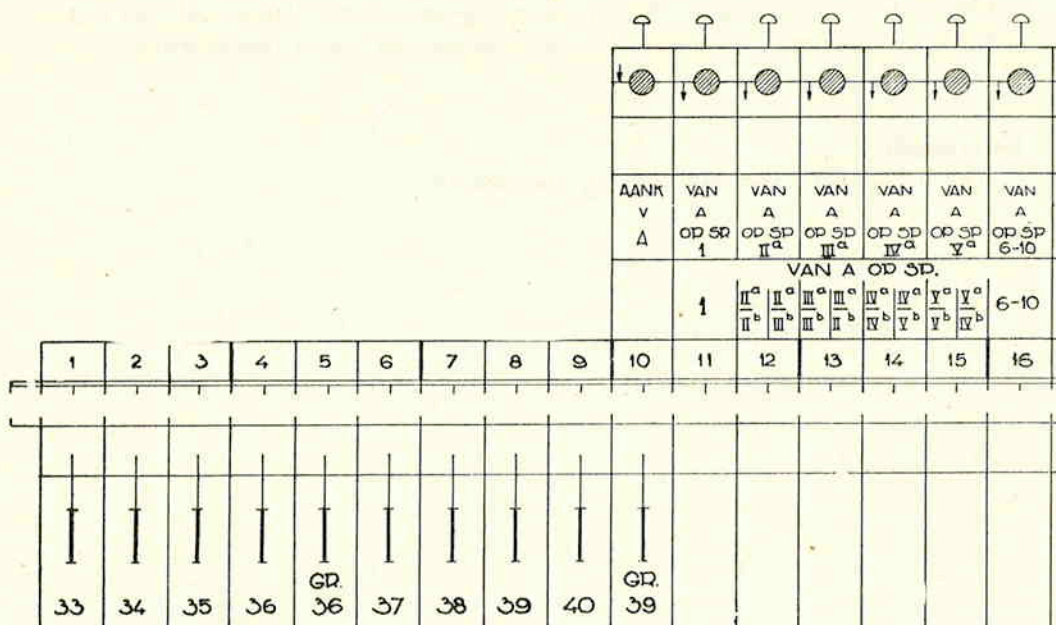 AANK VAN VAN VAN VAN VAN VAN
V A A A A A A
A OP SP OP SP OP SP OP SP OP SP OP SP
1 IIa IIIa IVa Va 6-10
VAN A OP SP.
1 IIa IIa IIIa IIIa IVa IVa Va Va 6-10
IIb IIIb IIIb IIb IVb Vb Vb IVb
1 2 3 4 5 6 7 8 9 10 11 12 13 14 15 16
GR. GR.
33 34 35 36 36 37 38 39 40 39